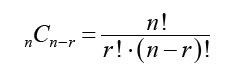 ₙCₙ₋ᵣ = n! / r!·(n−r)!